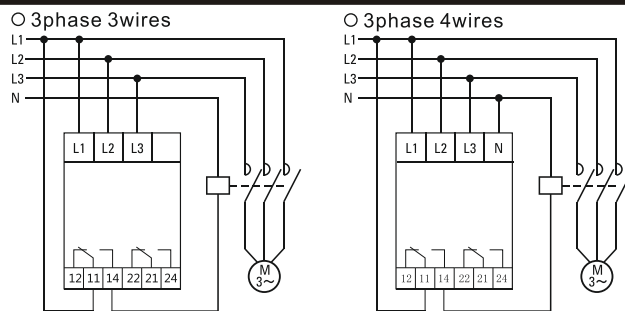 3phase 3wires
L1
L2
L3
N
L1 L2 L3
12 11 14 22 21 24
M
3~
3phase 4wires
L1
L2
L3
N
L1 L2 L3 N
12 11 14 22 21 24
M
3~